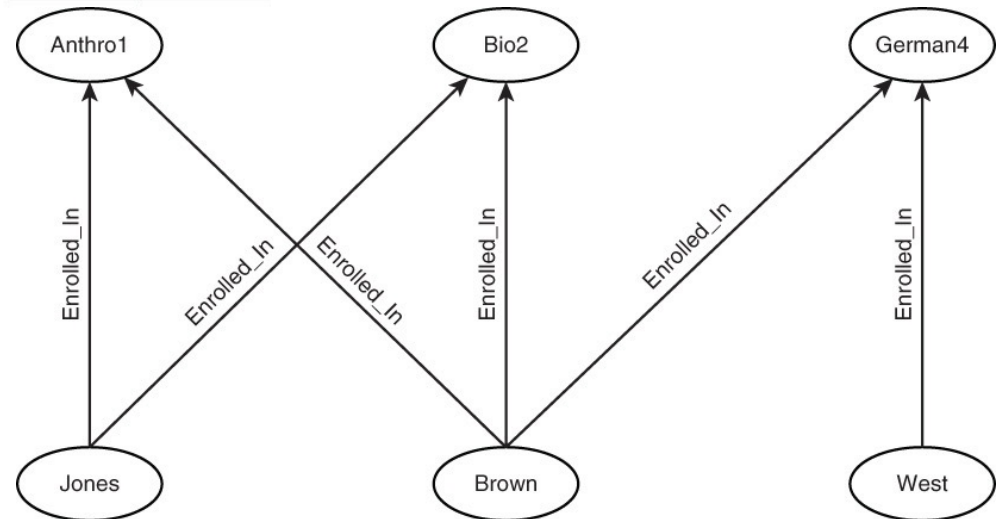 Anthro1
Bio2
German4
Enrolled_In
Enrolled_In
Enrolled_In
Enrolled_In
Enrolled_In
Enrolled_In
Jones
Brown
West